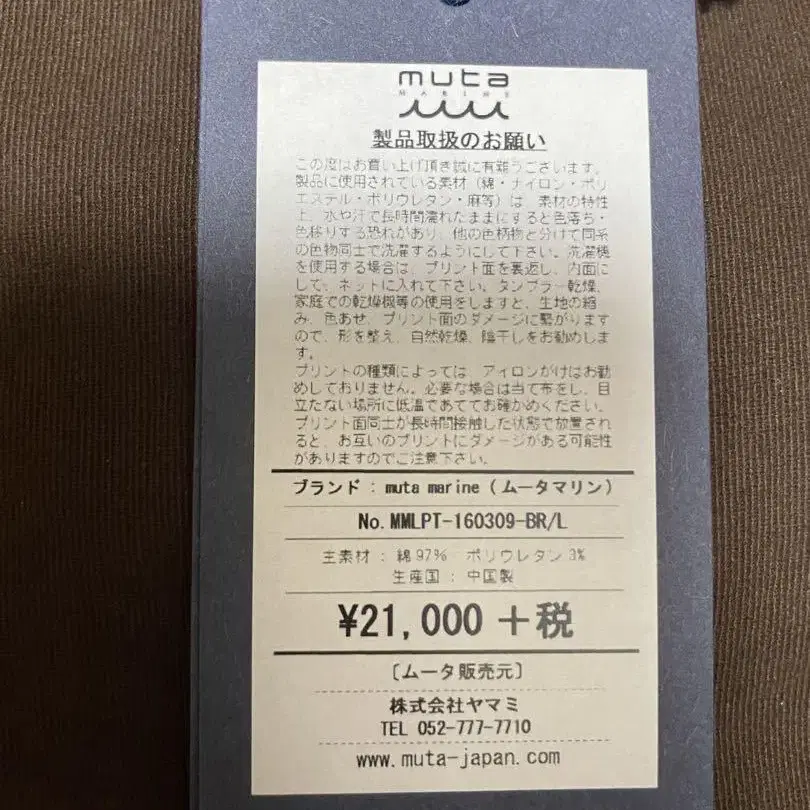 muta
MARINE
製品取扱のお願い
この度はお買い上げ頂き誠に有難うございます。
製品に使用されている素材（綿・ナイロン・ポリ
エステル・ポリウレタン・麻等）は、素材の特性
上、水や汗で長時間濡れたままにすると色落ち・
色移りする恐れがあり、他の色柄物と分けて同系
の色物同士で洗濯するようにして下さい。洗濯機
を使用する場合は、プリント面を裏返し、内面に
して、ネットに入れて下さい。タンブラー乾燥、
家庭での乾燥機等の使用をしますと、生地の縮
み、色あせ、プリント面のダメージに繋がります
ので、形を整え、自然乾燥、陰干しをお勧めしま
す。
プリントの種類によっては、アイロンがけはお勧
めしておりません。必要な場合は当て布をし、目
立たない場所に低温であててお確かめください。
プリント面同士が長時間接触した状態で放置され
ると、お互いのプリントにダメージがある可能性
がありますのでご注意下さい。
ブランド：muta marine（ムータマリン）
No.MMLPT-160309-BR/L
主素材：綿97% ポリウレタン3%
生産国：中国製
¥21,000＋税
［ムータ販売元］
株式会社ヤマミ
TEL 052-777-7710
www.muta-japan.com